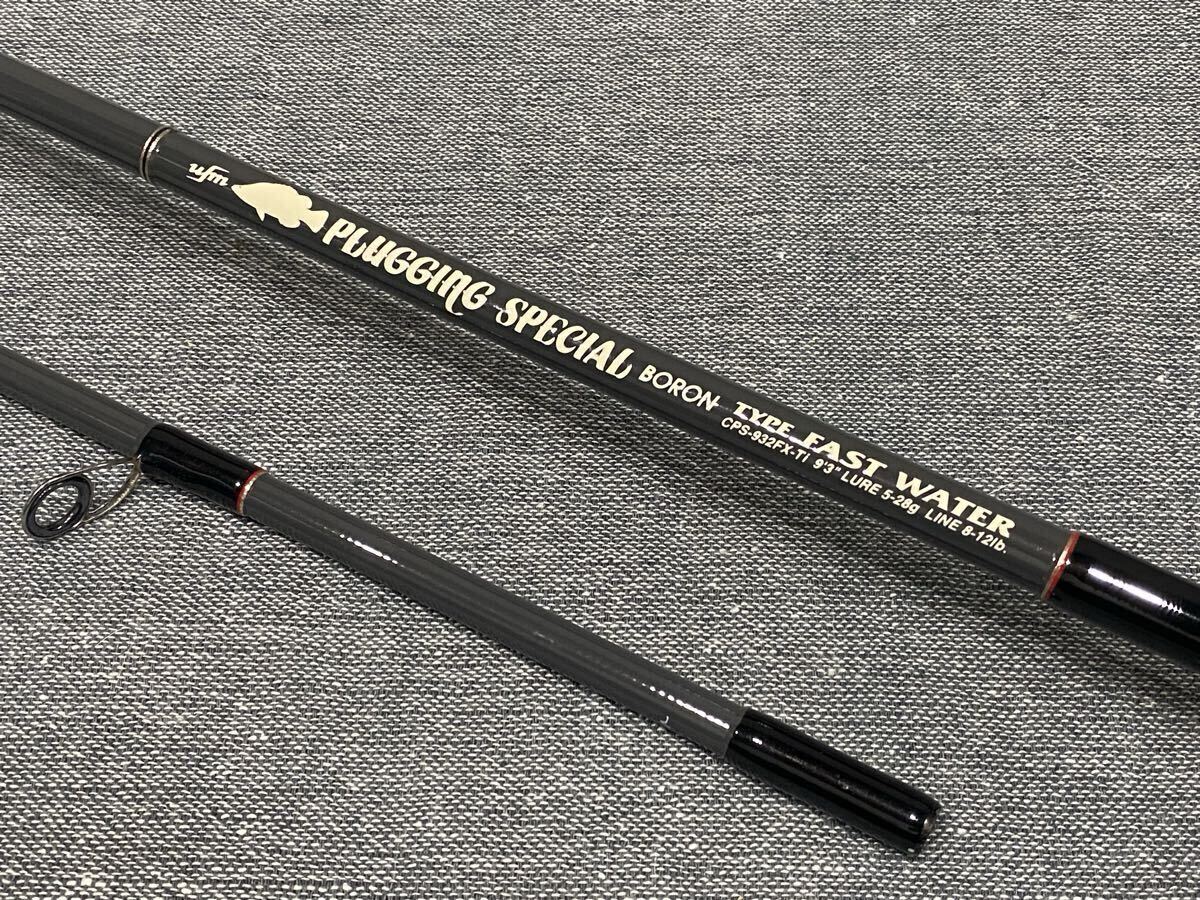 ufm PLUGGING SPECIAL BORON TYPE FAST WATER
CPS-932FX-Ti 9'3" LURE 5-28g LINE 8-12lb.